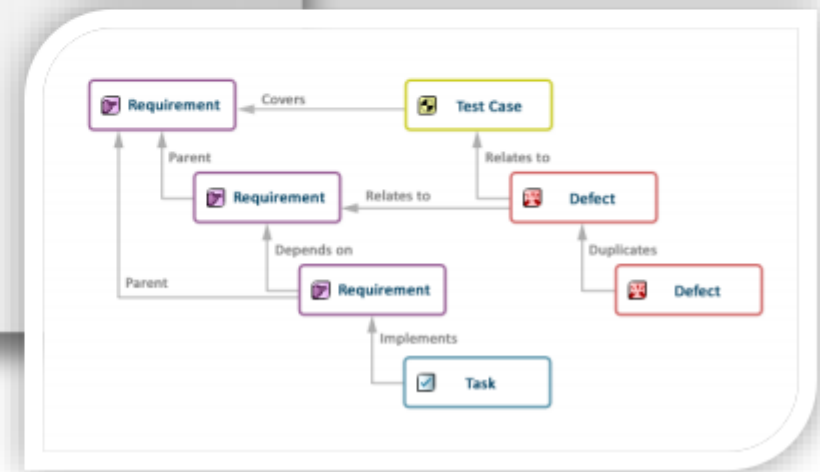 Requirement
Covers
Test Case
Parent
Relates to
Requirement
Relates to
Defect
Depends on
Duplicates
Parent
Requirement
Defect
Implements
Task